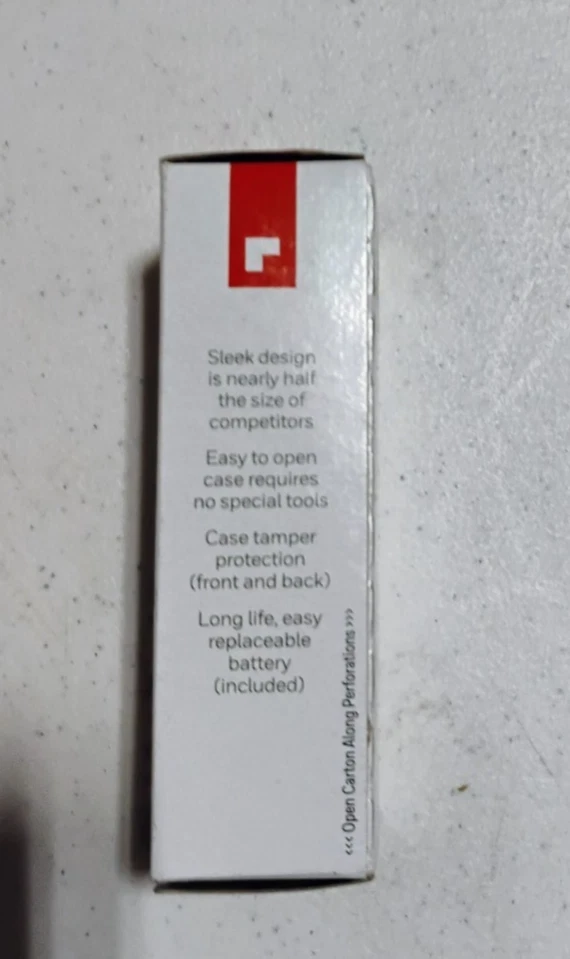 Sleek design
is nearly half
the size of
competitors
Easy to open
case requires
no special tools
Case tamper
protection
(front and back)
Long life, easy
replaceable
battery
(included)
<<< Open Carton Along Perforations >>>